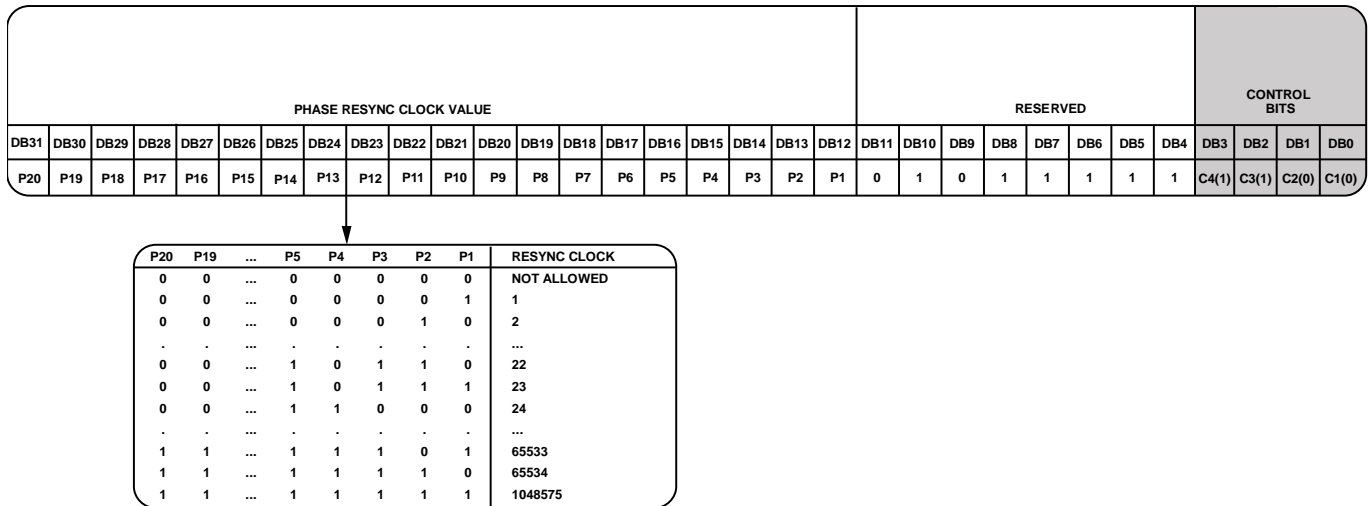 PHASE RESYNC CLOCK VALUE RESERVED CONTROL
BITS
DB31 DB30 DB29 DB28 DB27 DB26 DB25 DB24 DB23 DB22 DB21 DB20 DB19 DB18 DB17 DB16 DB15 DB14 DB13 DB12 DB11 DB10 DB9 DB8 DB7 DB6 DB5 DB4 DB3 DB2 DB1 DB0
P20 P19 P18 P17 P16 P15 P14 P13 P12 P11 P10 P9 P8 P7 P6 P5 P4 P3 P2 P1 0 1 0 1 1 1 1 1 C4(1) C3(1) C2(0) C1(0)
P20 P19 ... P5 P4 P3 P2 P1 RESYNC CLOCK
0 0 ... 0 0 0 0 0 NOT ALLOWED
0 0 ... 0 0 0 0 1 1
0 0 ... 0 0 0 1 0 2
. . ... . . . . . ...
0 0 ... 1 0 1 1 0 22
0 0 ... 1 0 1 1 1 23
0 0 ... 1 1 0 0 0 24
. . ... . . . . . ...
1 1 ... 1 1 1 0 1 65533
1 1 ... 1 1 1 1 0 65534
1 1 ... 1 1 1 1 1 1048575